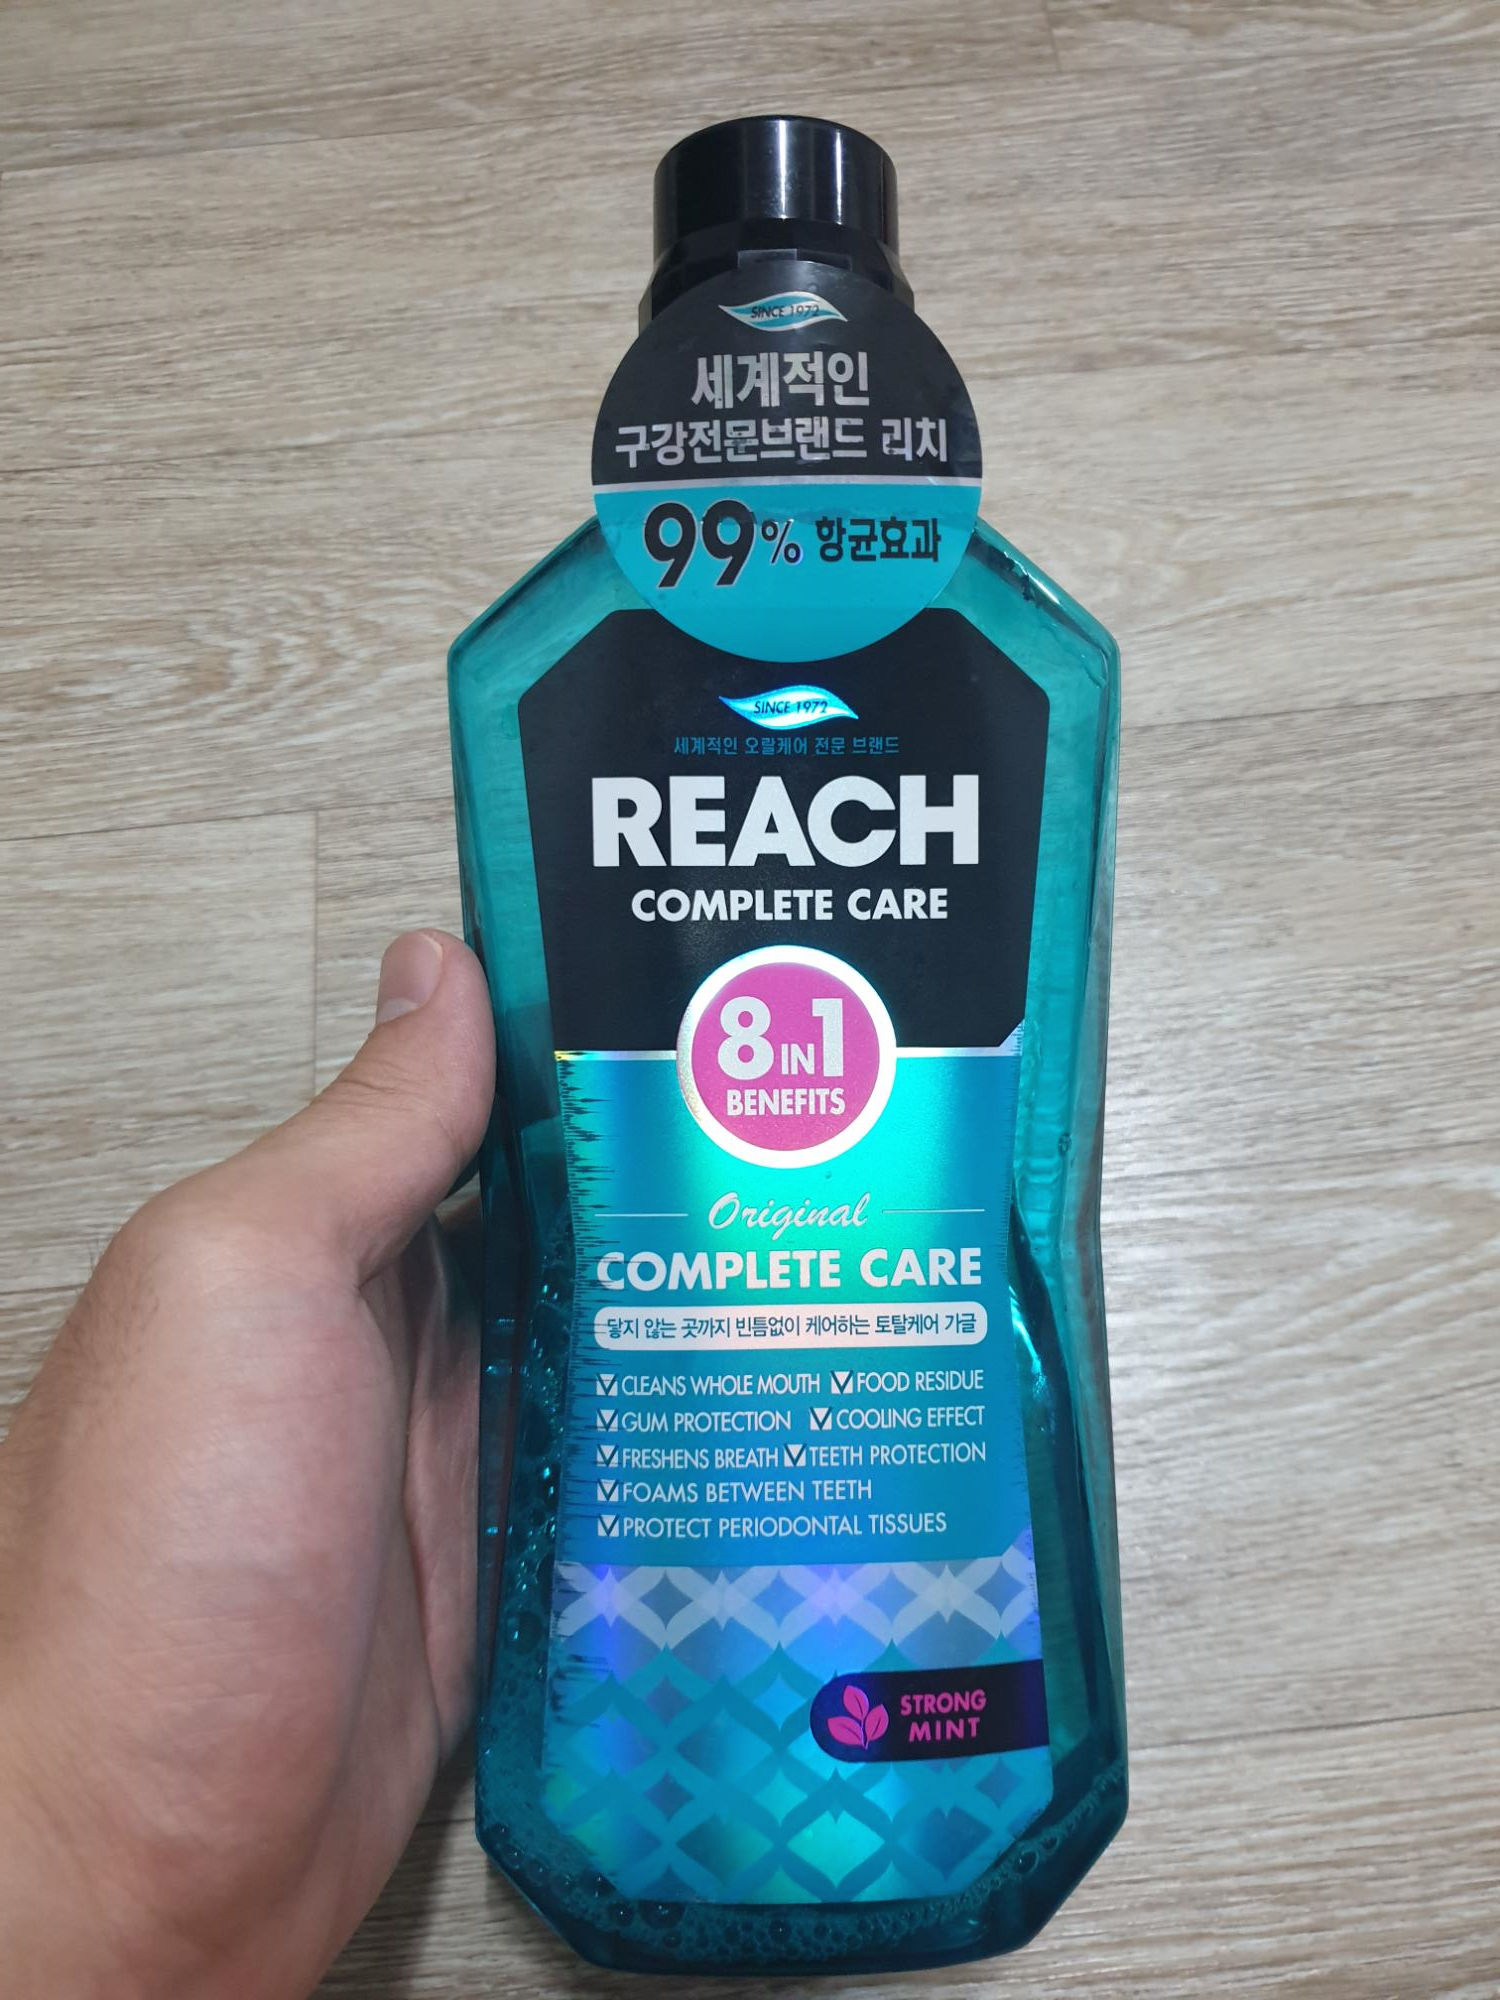 SINCE 1972
세계적인
구강전문브랜드 리치
99% 항균효과
SINCE 1972
세계적인 오랄케어 전문 브랜드
REACH
COMPLETE CARE
8 IN 1
BENEFITS
Original
COMPLETE CARE
닿지 않는 곳까지 빈틈없이 케어하는 토탈케어 가글
CLEANS WHOLE MOUTH FOOD RESIDUE
GUM PROTECTION COOLING EFFECT
FRESHENS BREATH TEETH PROTECTION
FOAMS BETWEEN TEETH
PROTECT PERIODONTAL TISSUES
STRONG
MINT